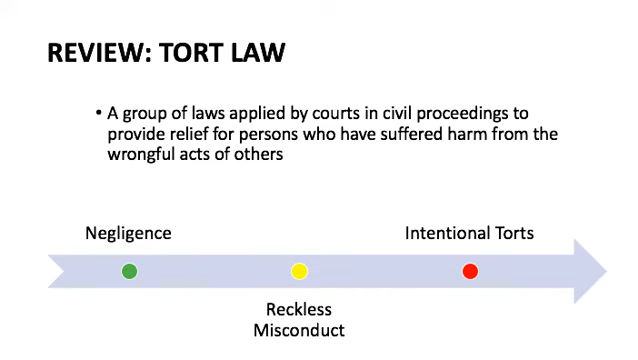 REVIEW: TORT LAW
• A group of laws applied by courts in civil proceedings to
provide relief for persons who have suffered harm from the
wrongful acts of others
Negligence
Intentional Torts
Reckless
Misconduct